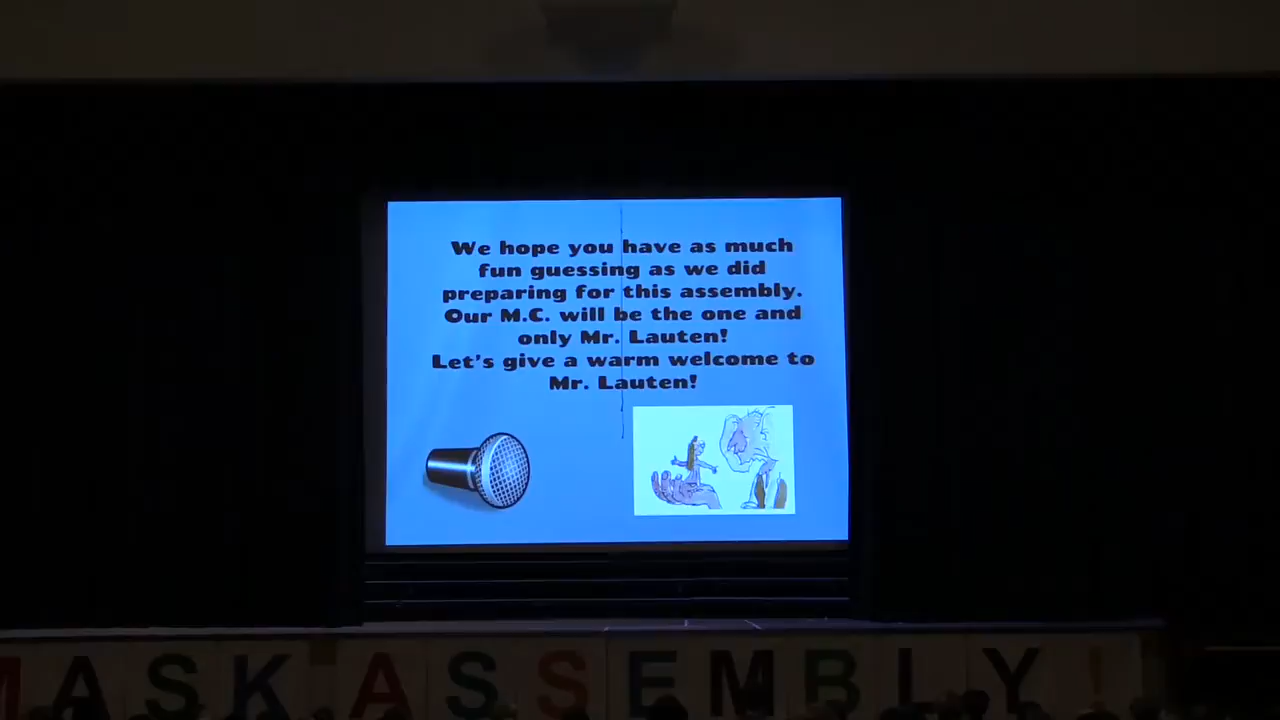 We hope you have as much
fun guessing as we did
preparing for this assembly.
Our M.C. will be the one and
only Mr. Lauten!
Let's give a warm welcome to
Mr. Lauten!
MASK ASSEMBLY!